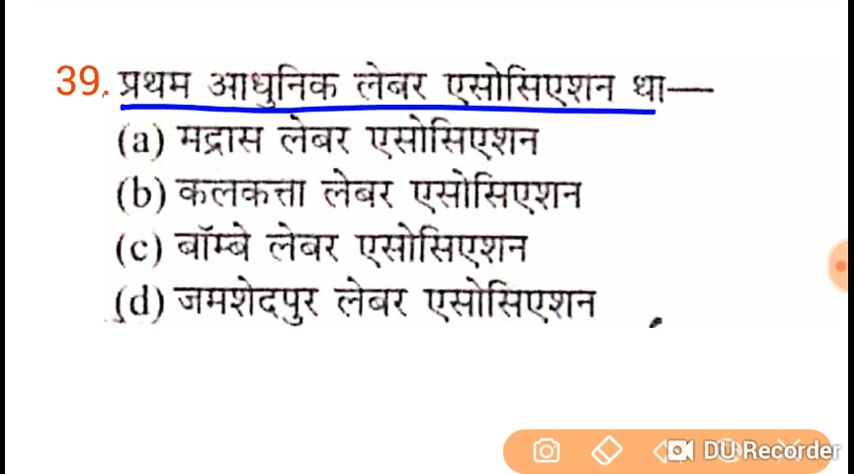 39. प्रथम आधुनिक लेबर एसोसिएशन था—
(a) मद्रास लेबर एसोसिएशन
(b) कलकत्ता लेबर एसोसिएशन
(c) बॉम्बे लेबर एसोसिएशन
(d) जमशेदपुर लेबर एसोसिएशन
DU Recorder